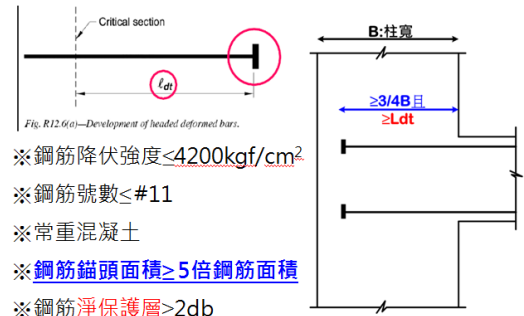 Critical section
ℓdt
Fig. R12.6(a)—Development of headed deformed bars.
※鋼筋降伏強度≤4200kgf/cm2
※鋼筋號數≤#11
※常重混凝土
※鋼筋錨頭面積≥5倍鋼筋面積
※鋼筋淨保護層>2db
B:柱寬
≥3/4B且
≥Ldt